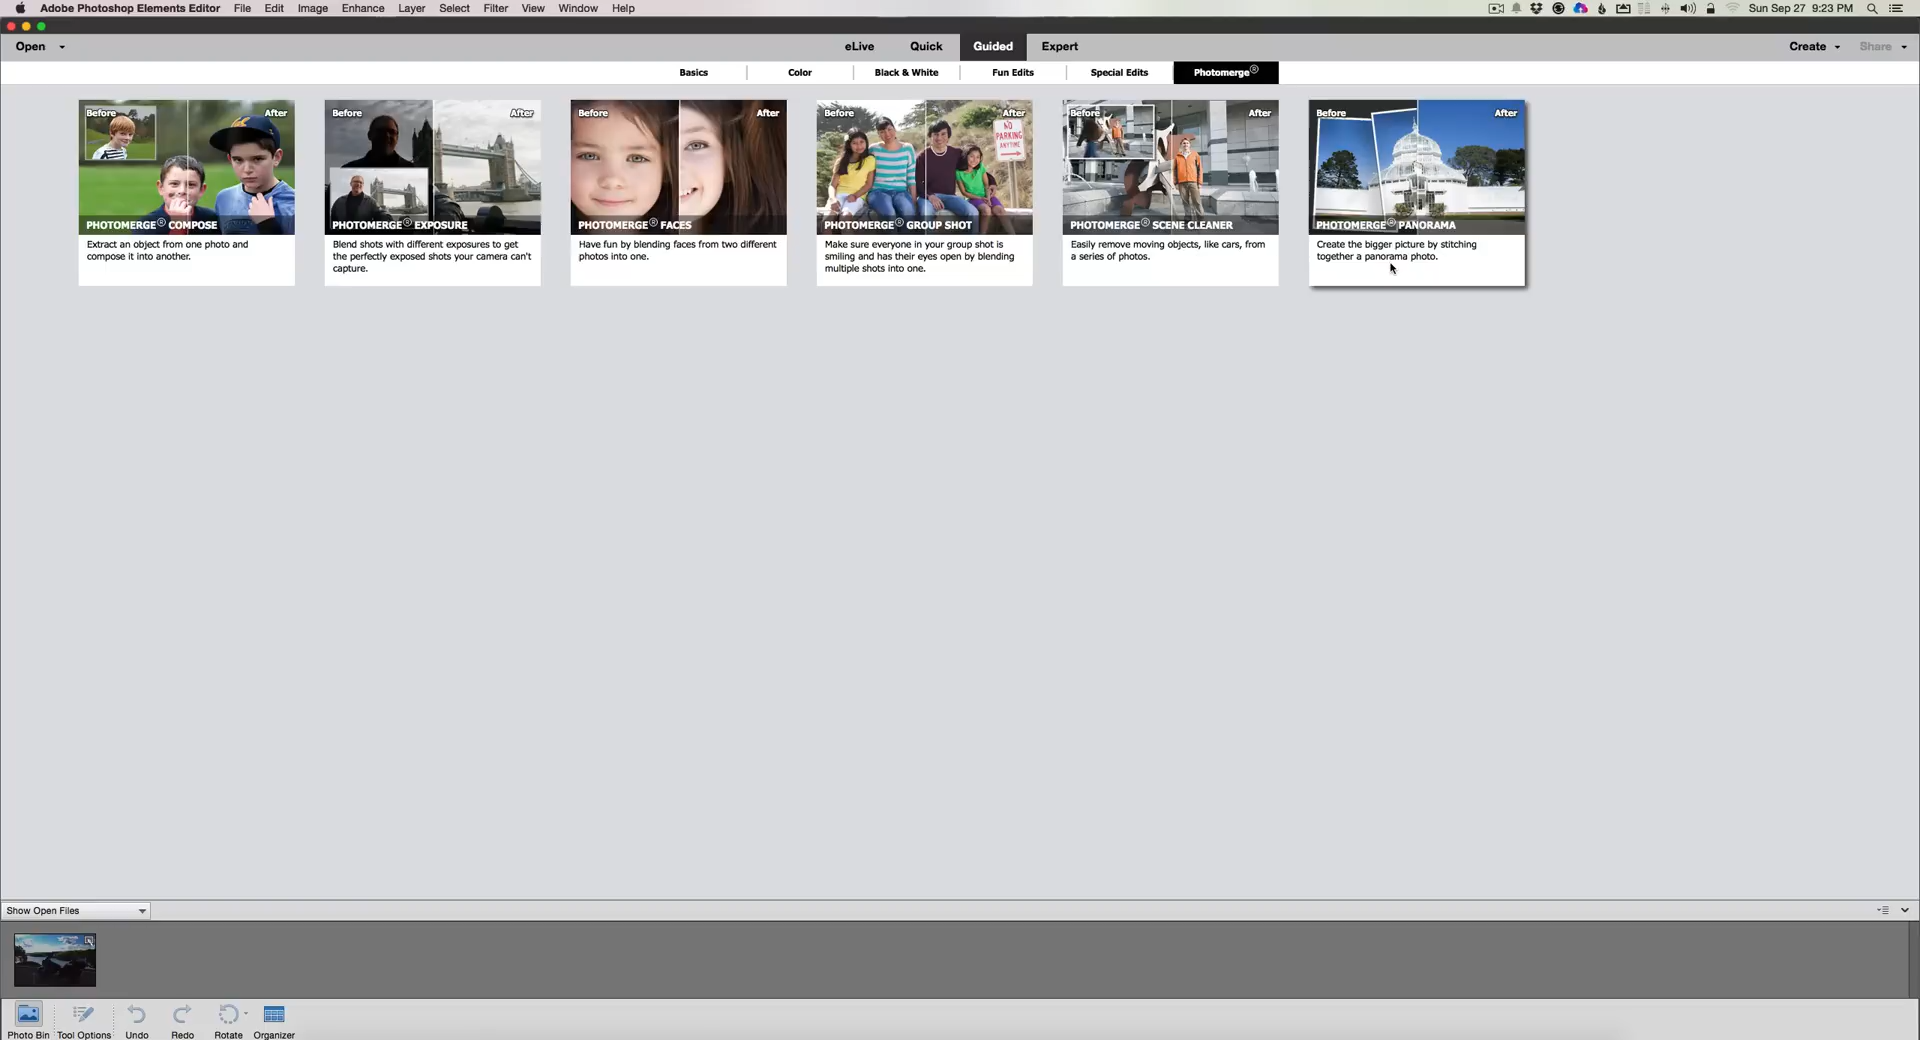 Adobe Photoshop Elements Editor File Edit Image Enhance Layer Select Filter View Window Help Sun Sep 27 9:23 PM
Open eLive Quick Guided Expert Create Share
Basics Color Black & White Fun Edits Special Edits Photomerge®
Before After
PHOTOMERGE® COMPOSE
Extract an object from one photo and
compose it into another.
Before After
PHOTOMERGE® EXPOSURE
Blend shots with different exposures to get
the perfectly exposed shots your camera can't
capture.
Before After
PHOTOMERGE® FACES
Have fun by blending faces from two different
photos into one.
Before
NO
PARKING
ANYTIME
PHOTOMERGE® GROUP SHOT
Make sure everyone in your group shot is
smiling and has their eyes open by blending
multiple shots into one.
Before After
PHOTOMERGE® SCENE CLEANER
Easily remove moving objects, like cars, from
a series of photos.
Before After
PHOTOMERGE® PANORAMA
Create the bigger picture by stitching
together a panorama photo.
Show Open Files
Photo Bin Tool Options Undo Redo Rotate Organizer